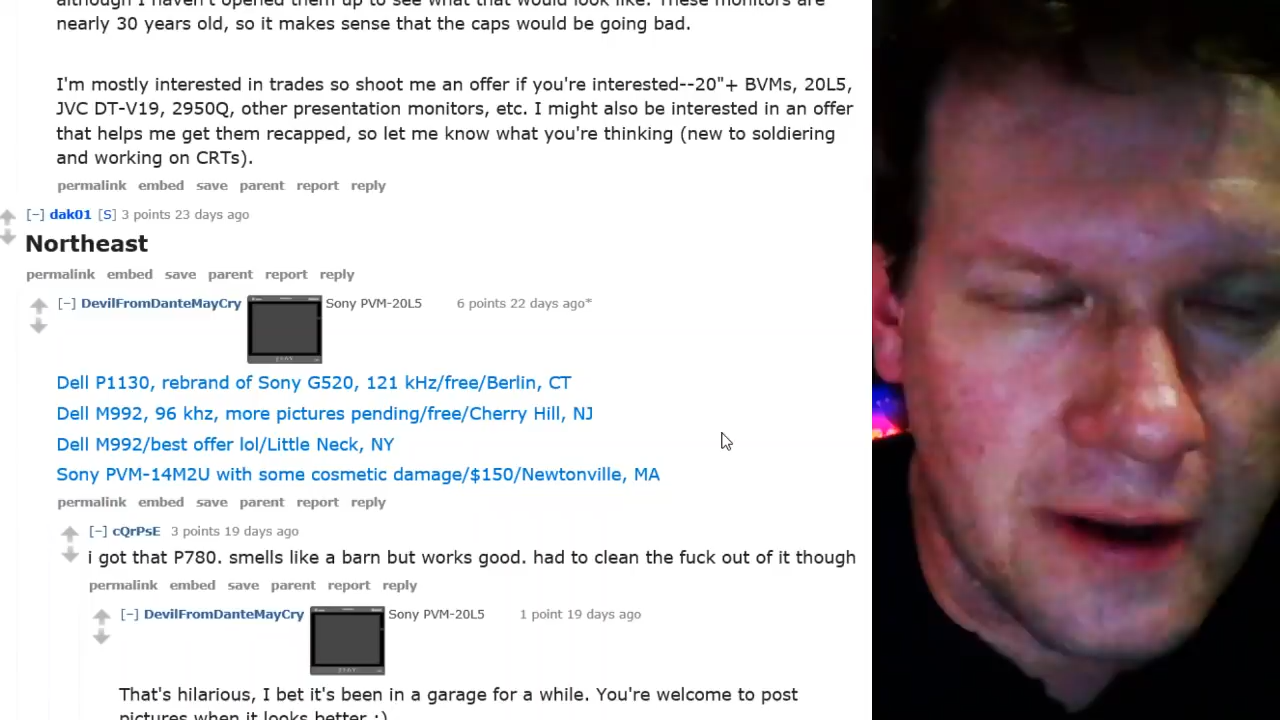 although I haven't opened them up to see what that would look like. These monitors are
nearly 30 years old, so it makes sense that the caps would be going bad.
I'm mostly interested in trades so shoot me an offer if you're interested--20"+ BVMs, 20L5,
JVC DT-V19, 2950Q, other presentation monitors, etc. I might also be interested in an offer
that helps me get them recapped, so let me know what you're thinking (new to soldiering
and working on CRTs).
permalink embed save parent report reply
[−] dak01 [S] 3 points 23 days ago
Northeast
permalink embed save parent report reply
[−] DevilFromDanteMayCry Sony PVM-20L5 6 points 22 days ago*
SONY
Dell P1130, rebrand of Sony G520, 121 kHz/free/Berlin, CT
Dell M992, 96 khz, more pictures pending/free/Cherry Hill, NJ
Dell M992/best offer lol/Little Neck, NY
Sony PVM-14M2U with some cosmetic damage/$150/Newtonville, MA
permalink embed save parent report reply
[−] cQrPsE 3 points 19 days ago
i got that P780. smells like a barn but works good. had to clean the fuck out of it though
permalink embed save parent report reply
[−] DevilFromDanteMayCry Sony PVM-20L5 1 point 19 days ago
SONY
That's hilarious, I bet it's been in a garage for a while. You're welcome to post
pictures when it looks better :)